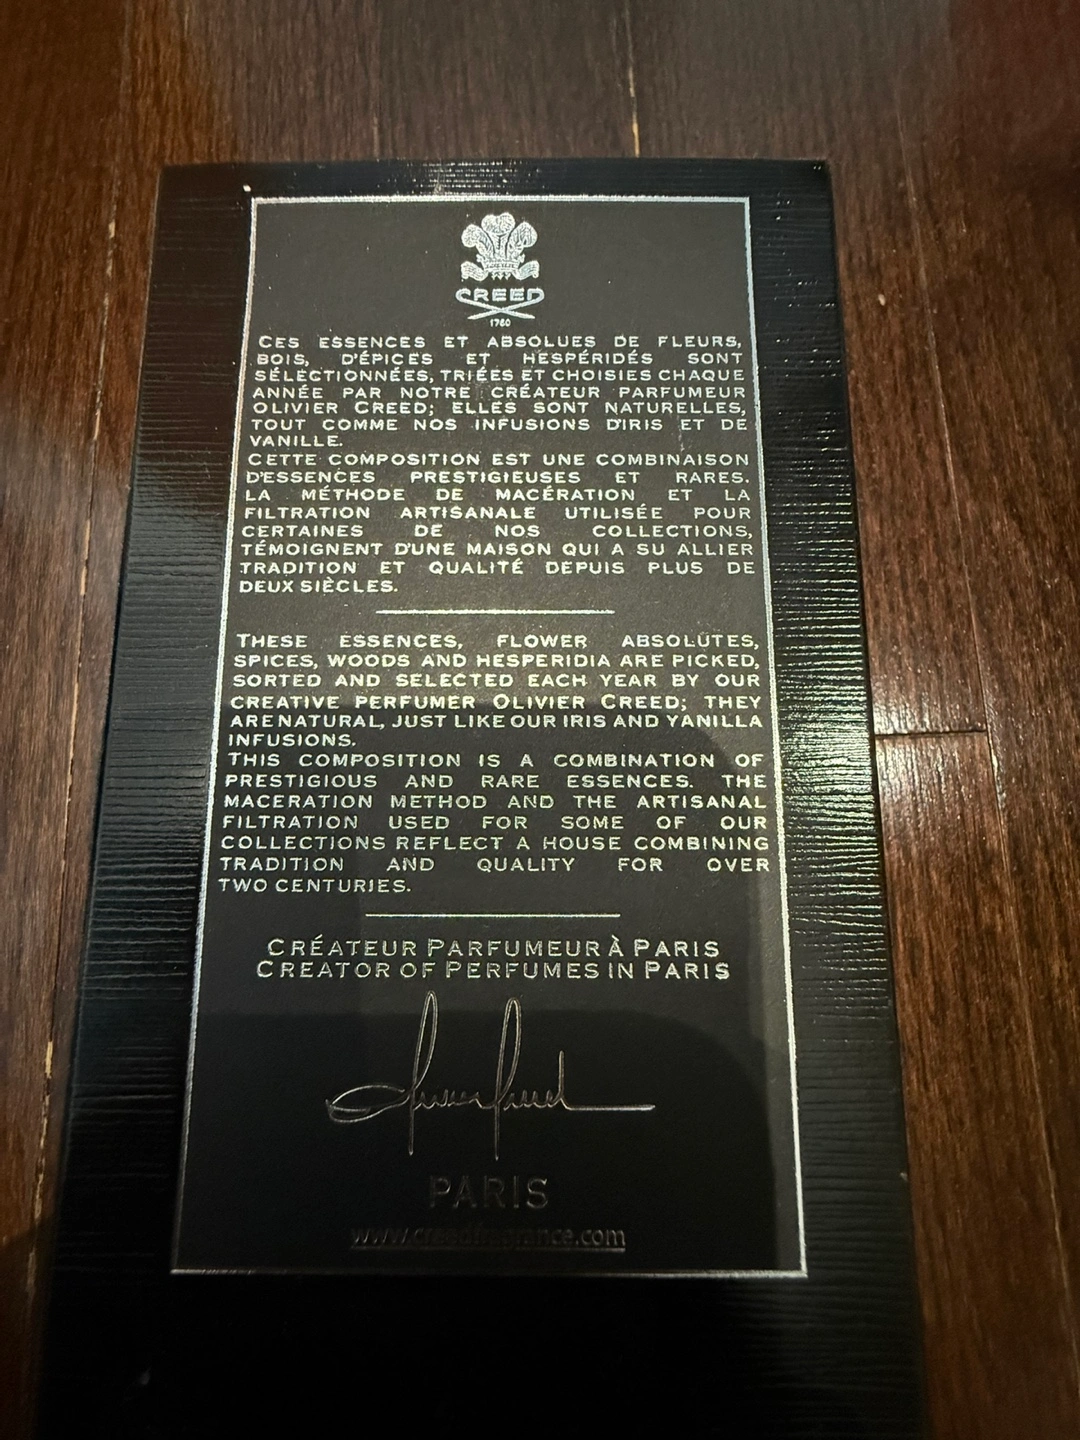 CREED
1760
CES ESSENCES ET ABSOLUES DE FLEURS,
BOIS, D'ÉPICES ET HESPÉRIDÉS SONT
SÉLECTIONNÉES, TRIÉES ET CHOISIES CHAQUE
ANNÉE PAR NOTRE CRÉATEUR PARFUMEUR
OLIVIER CREED; ELLES SONT NATURELLES,
TOUT COMME NOS INFUSIONS D'IRIS ET DE
VANILLE.
CETTE COMPOSITION EST UNE COMBINAISON
D'ESSENCES PRESTIGIEUSES ET RARES.
LA MÉTHODE DE MACÉRATION ET LA
FILTRATION ARTISANALE UTILISÉE POUR
CERTAINES DE NOS COLLECTIONS,
TÉMOIGNENT D'UNE MAISON QUI A SU ALLIER
TRADITION ET QUALITÉ DEPUIS PLUS DE
DEUX SIÈCLES.
THESE ESSENCES, FLOWER ABSOLUTES,
SPICES, WOODS AND HESPERIDIA ARE PICKED,
SORTED AND SELECTED EACH YEAR BY OUR
CREATIVE PERFUMER OLIVIER CREED; THEY
ARE NATURAL, JUST LIKE OUR IRIS AND VANILLA
INFUSIONS.
THIS COMPOSITION IS A COMBINATION OF
PRESTIGIOUS AND RARE ESSENCES. THE
MACERATION METHOD AND THE ARTISANAL
FILTRATION USED FOR SOME OF OUR
COLLECTIONS REFLECT A HOUSE COMBINING
TRADITION AND QUALITY FOR OVER
TWO CENTURIES.
CRÉATEUR PARFUMEUR À PARIS
CREATOR OF PERFUMES IN PARIS
PARIS
www.creedfragrance.com